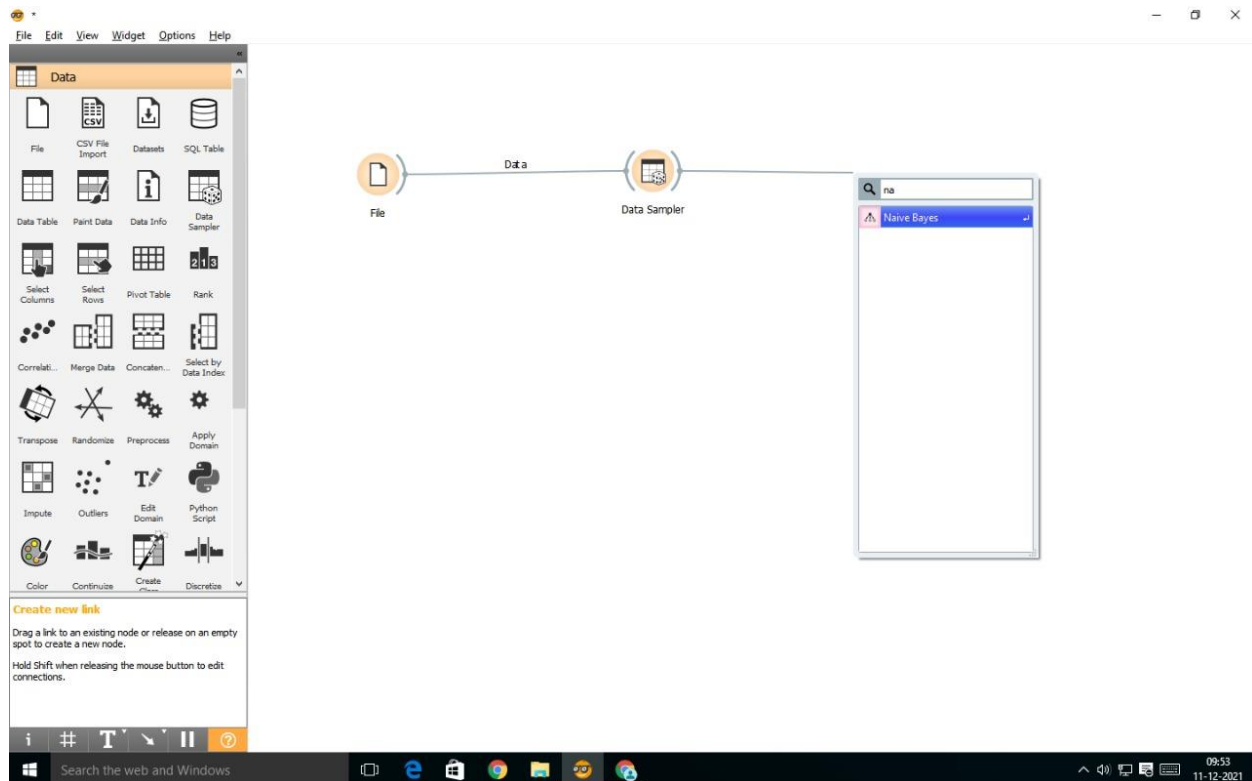 File Edit View Widget Options Help
Data
File
CSV File
Import
Datasets
SQL Table
CSV
Data Table
Paint Data
Data Info
Data
Sampler
Select
Columns
Select
Rows
Pivot Table
Rank
2 1 3
Correlati...
Merge Data
Concaten...
Select by
Data Index
Transpose
Randomize
Preprocess
Apply
Domain
Impute
Outliers
Edit
Domain
Python
Script
Color
Continuize
Create
Discretize
Create new link
Drag a link to an existing node or release on an empty
spot to create a new node.
Hold Shift when releasing the mouse button to edit
connections.
File
Data
Data Sampler
na
Naive Bayes
Search the web and Windows
09:53
11-12-2021